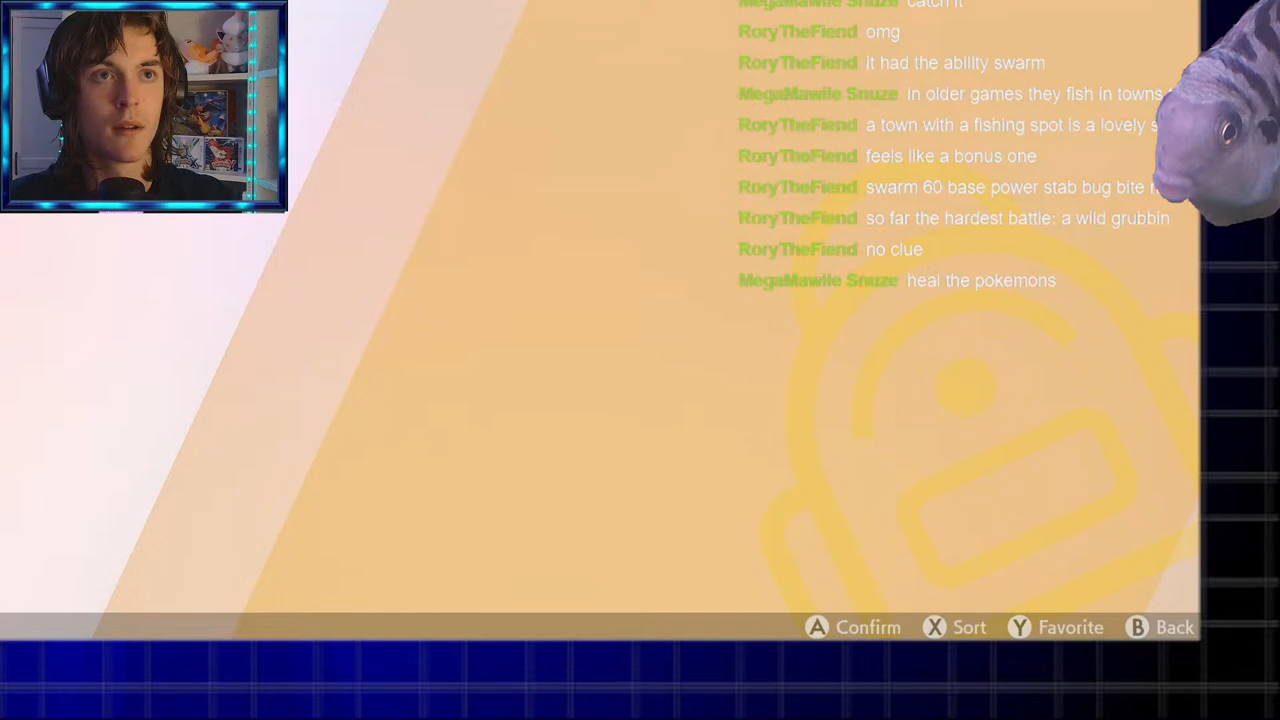 MegaMawile Snuze catch it
RoryTheFiend omg
RoryTheFiend it had the ability swarm
MegaMawile Snuze in older games they fish in towns
RoryTheFiend a town with a fishing spot is a lovely
RoryTheFiend feels like a bonus one
RoryTheFiend swarm 60 base power stab bug bite
RoryTheFiend so far the hardest battle: a wild grubbin
RoryTheFiend no clue
MegaMawile Snuze heal the pokemons
A Confirm X Sort Y Favorite B Back